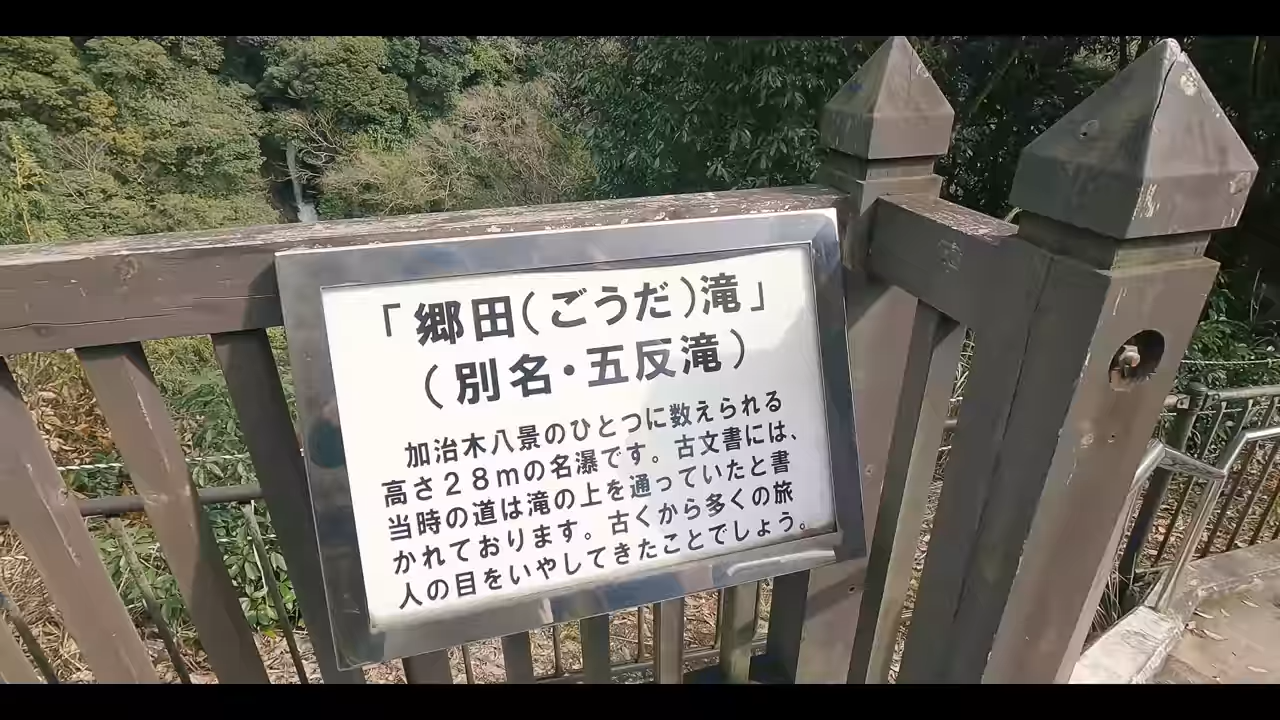 「郷田(ごうだ)滝」
(別名・五反滝)
加治木八景のひとつに数えられる
高さ28mの名瀑です。古文書には、
当時の道は滝の上を通っていたと書
かれております。古くから多くの旅
人の目をいやしてきたことでしょう。